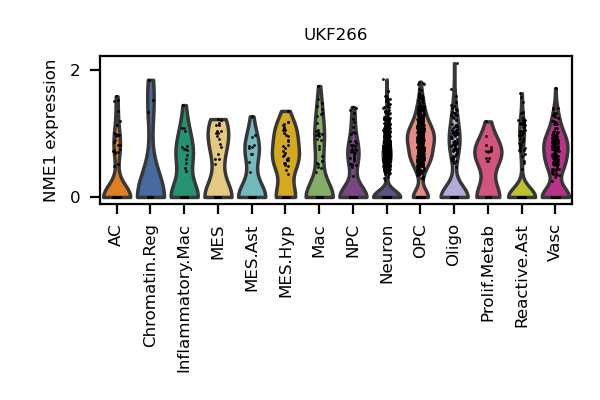 UKF266
NME1 expression
2
0
AC
Chromatin.Reg
Inflammatory.Mac
MES
MES.Ast
MES.Hyp
Mac
NPC
Neuron
OPC
Oligo
Prolif.Metab
Reactive.Ast
Vasc